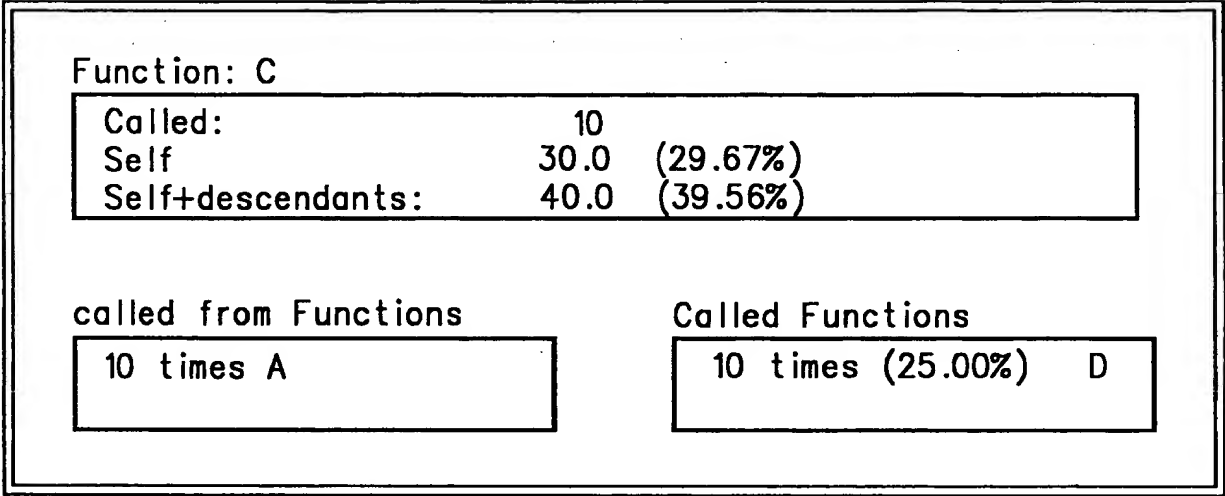 Function: C
Called: 10
Self 30.0 (29.67%)
Self+descendants: 40.0 (39.56%)
called from Functions
10 times A
Called Functions
10 times (25.00%) D